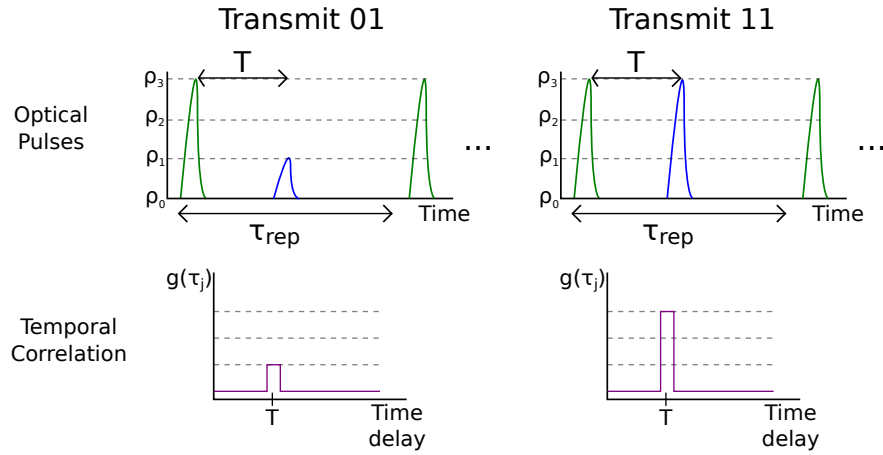 Transmit 01
Transmit 11
Optical
Pulses
ρ₃
ρ₂
ρ₁
ρ₀
T
Time
τrep
...
ρ₃
ρ₂
ρ₁
ρ₀
T
Time
τrep
...
Temporal
Correlation
g(τⱼ)
T
Time
delay
g(τⱼ)
T
Time
delay